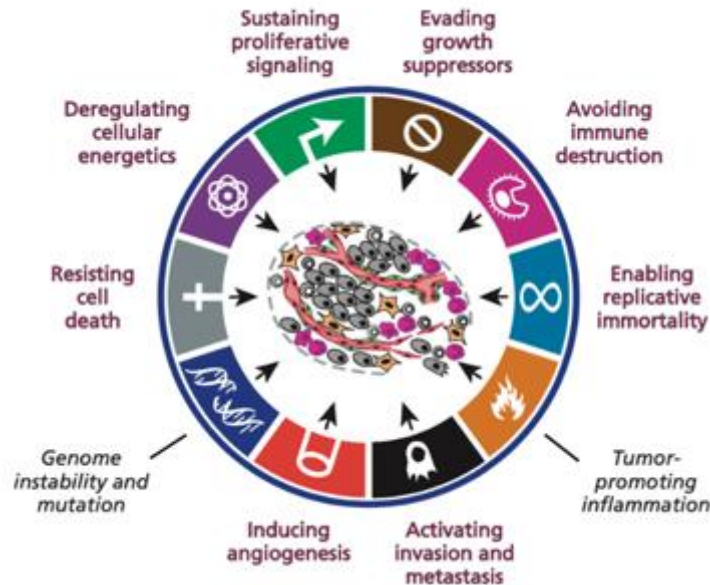 Sustaining
proliferative
signaling
Evading
growth
suppressors
Deregulating
cellular
energetics
Avoiding
immune
destruction
Resisting
cell
death
Enabling
replicative
immortality
Genome
instability and
mutation
Tumor-
promoting
inflammation
Inducing
angiogenesis
Activating
invasion and
metastasis